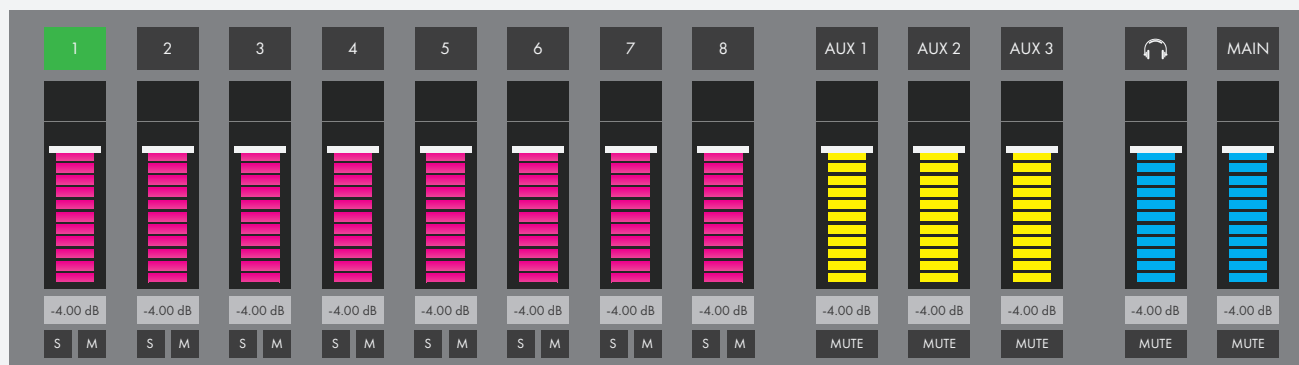 1 2 3 4 5 6 7 8 AUX 1 AUX 2 AUX 3 MAIN
-4.00 dB -4.00 dB -4.00 dB -4.00 dB -4.00 dB -4.00 dB -4.00 dB -4.00 dB -4.00 dB -4.00 dB -4.00 dB -4.00 dB -4.00 dB
S M S M S M S M S M S M S M S M MUTE MUTE MUTE MUTE MUTE